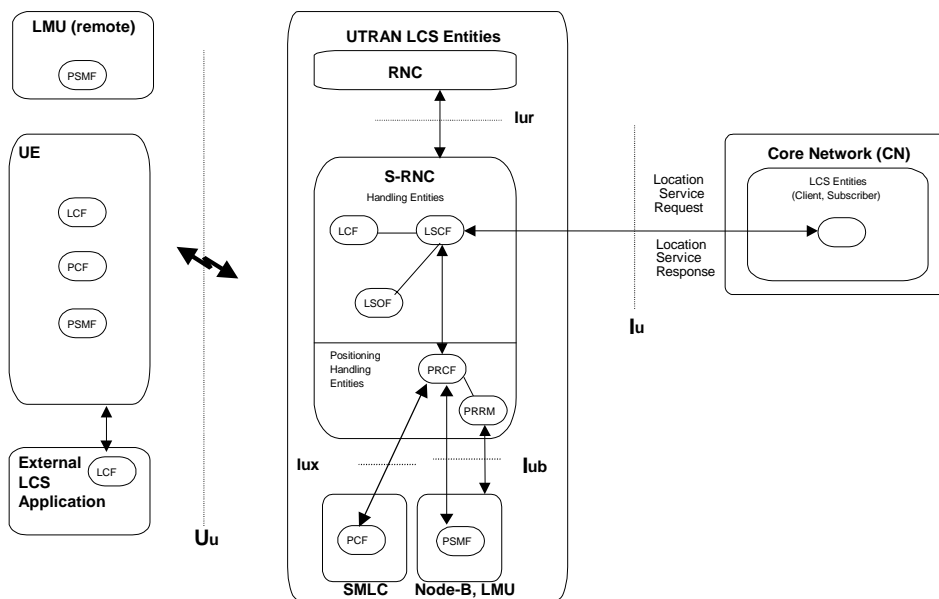 LMU (remote)
PSMF
UE
LCF
PCF
PSMF
External
LCS
Application
LCF
Uu
UTRAN LCS Entities
RNC
Iur
S-RNC
Handling Entities
LCF
LSCF
LSOF
Positioning
Handling
Entities
PRCF
PRRM
Iux
Iub
PCF
SMLC
PSMF
Node-B, LMU
Location
Service
Request
Location
Service
Response
Iu
Core Network (CN)
LCS Entities
(Client, Subscriber)